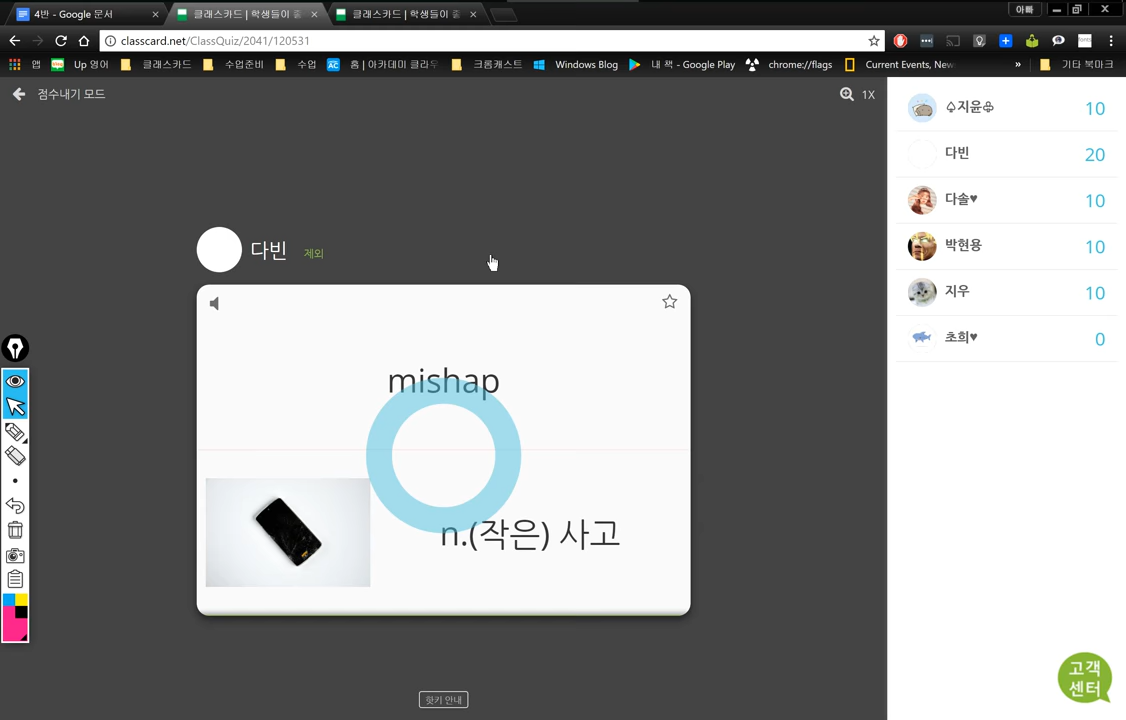 4반 - Google 문서
클래스카드 | 학생들이 즐
클래스카드 | 학생들이 즐
아빠
classcard.net/ClassQuiz/2041/120531
앱
Up 영어
클래스카드
수업준비
수업
홈 | 아카데미 클라우
크롬캐스트
Windows Blog
내 책 - Google Play
chrome://flags
Current Events, New
»
기타 북마크
점수내기 모드
1X
다빈 제외
mishap
n.(작은) 사고
핫키 안내
♤지윤♧ 10
다빈 20
다솔♥ 10
박현용 10
지우 10
초희♥ 0
고객
센터